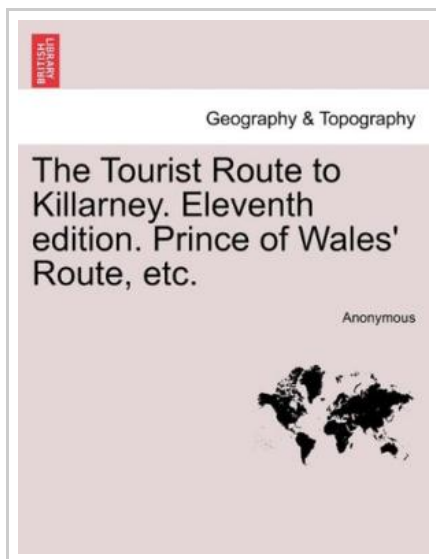 BRITISH
LIBRARY
Geography & Topography
The Tourist Route to
Killarney. Eleventh
edition. Prince of Wales'
Route, etc.
Anonymous